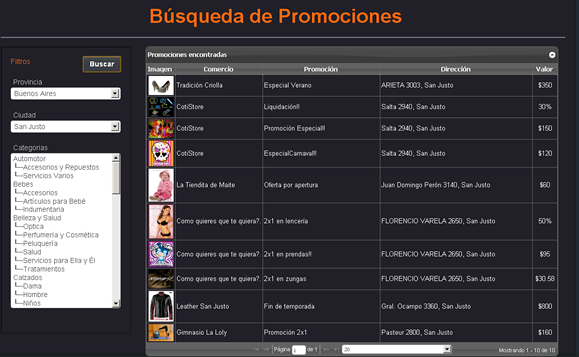 Búsqueda de Promociones
Filtros
Buscar
Provincia
Buenos Aires
Ciudad
San Justo
Categorias
Automotor
Accesorios y Repuestos
Servicios Varios
Bebes
Accesorios
Artículos para Bebé
Indumentaria
Belleza y Salud
Optica
Perfumería y Cosmética
Peluquería
Salud
Servicios para Ella y Él
Tratamientos
Calzados
Dama
Hombre
Niños
Promociones encontradas
Imagen Comercio Promoción Dirección Valor
Tradición Criolla Especial Verano ARIETA 3003, San Justo $350
CotiStore Liquidación!! Salta 2940, San Justo 30%
CotiStore Promoción Especial!!! Salta 2940, San Justo $150
CotiStore EspecialCarnaval!! Salta 2940, San Justo $120
La Tiendita de Maite Oferta por apertura Juan Domingo Perón 3140, San Justo $60
Como quieres que te quiera?. 2x1 en lencería FLORENCIO VARELA 2650, San Justo 50%
Como quieres que te quiera?. 2x1 en prendas!! FLORENCIO VARELA 2650, San Justo $95
Como quieres que te quiera?. 2x1 en zungas FLORENCIO VARELA 2650, San Justo $30.58
Leather San Justo Fin de temporada Gral. Ocampo 3360, San Justo $800
Gimnasio La Loly Promoción 2x1 Pasteur 2800, San Justo $160
Página 1 de 1 20 Mostrando 1 - 10 de 10